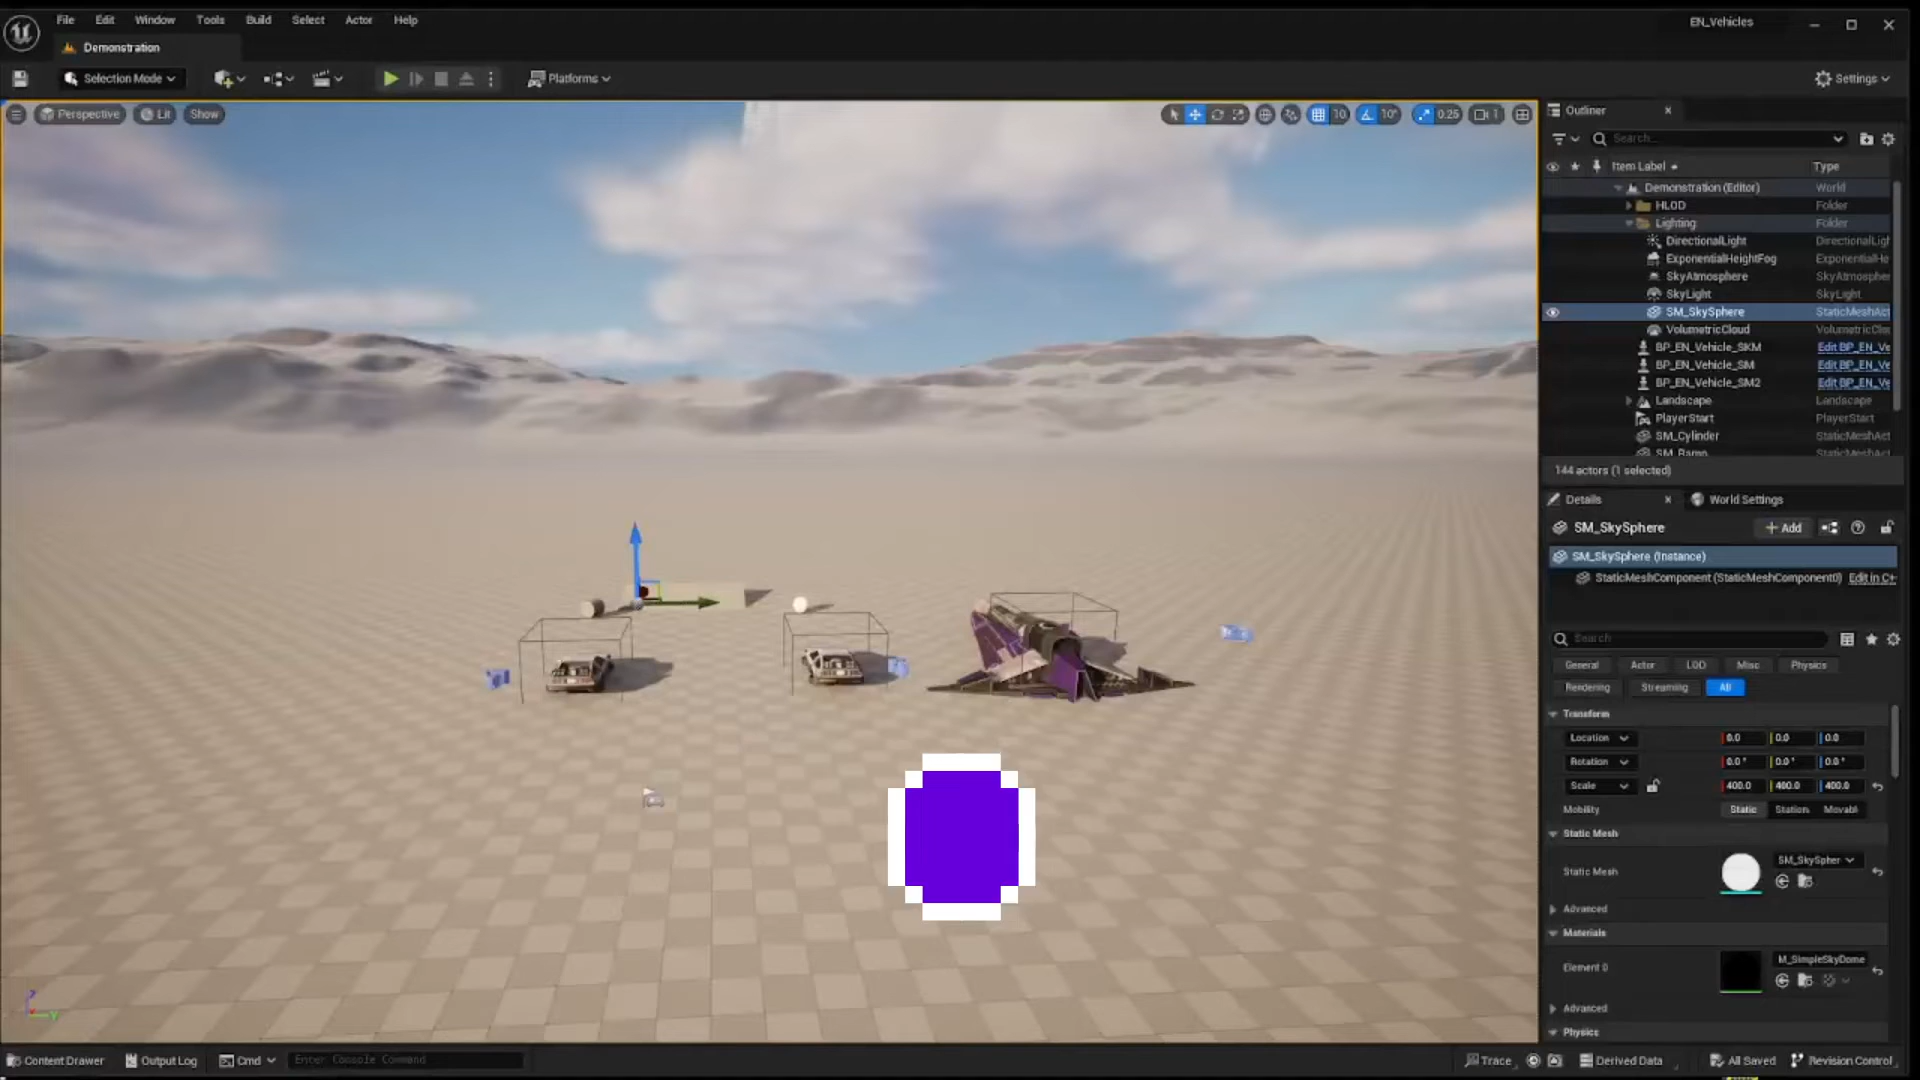 File Edit Window Tools Build Select Actor Help
EN_Vehicles
Demonstration
Selection Mode
Platforms
Settings
Perspective Lit Show
10 10° 0.25 1
Outliner
Search...
Item Label Type
Demonstration (Editor) World
HLOD Folder
Lighting Folder
DirectionalLight DirectionalLigh
ExponentialHeightFog ExponentialHe
SkyAtmosphere SkyAtmospher
SkyLight SkyLight
SM_SkySphere StaticMeshAct
VolumetricCloud VolumetricClou
BP_EN_Vehicle_SKM Edit BP_EN_Ve
BP_EN_Vehicle_SM Edit BP_EN_Ve
BP_EN_Vehicle_SM2 Edit BP_EN_Ve
Landscape Landscape
PlayerStart PlayerStart
SM_Cylinder StaticMeshAct
SM_Ramp StaticMeshAct
144 actors (1 selected)
Details World Settings
SM_SkySphere
Add
SM_SkySphere (Instance)
StaticMeshComponent (StaticMeshComponent0) Edit in C+
Search
General Actor LOD Misc Physics
Rendering Streaming All
Transform
Location 0.0 0.0 0.0
Rotation 0.0° 0.0° 0.0°
Scale 400.0 400.0 400.0
Mobility Static Station Movabl
Static Mesh
Static Mesh SM_SkySpher
Advanced
Materials
Element 0 M_SimpleSkyDome
Advanced
Physics
Z
Y
Content Drawer Output Log Cmd Enter Console Command
Trace Derived Data All Saved Revision Control